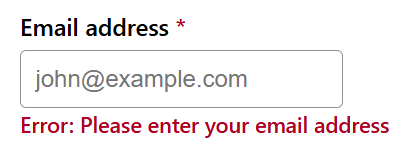 Email address *
john@example.com
Error: Please enter your email address